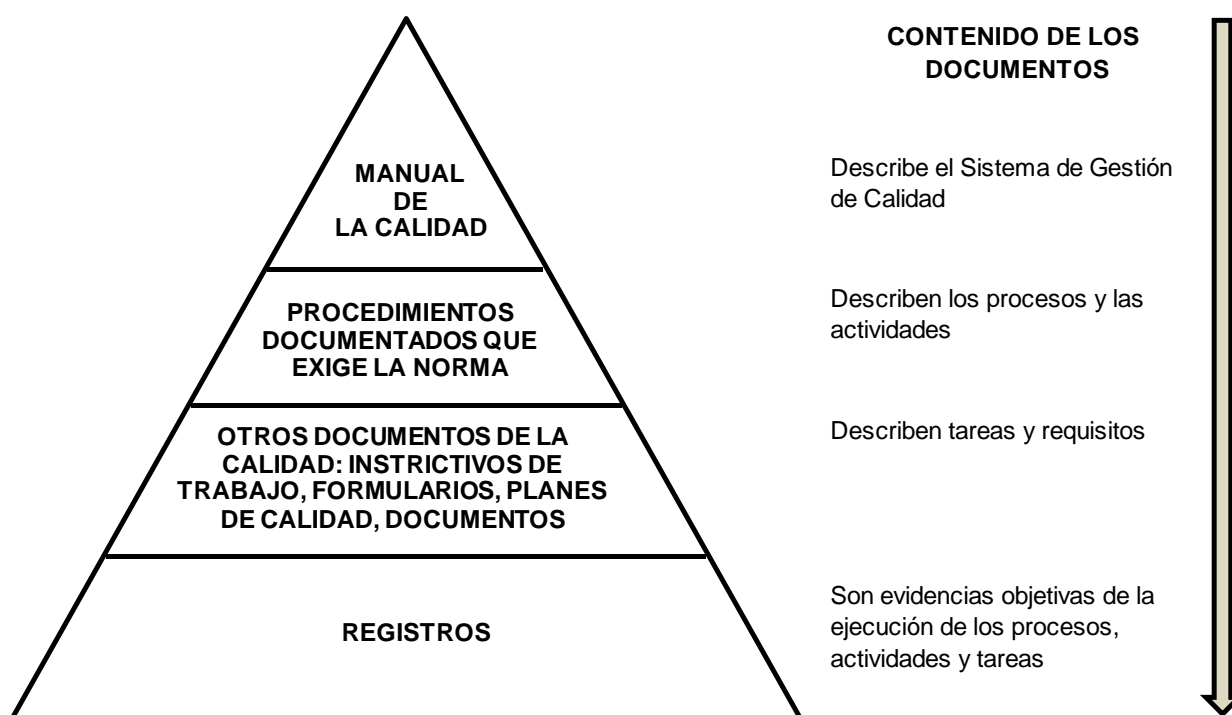 CONTENIDO DE LOS
DOCUMENTOS
MANUAL
DE
LA CALIDAD
Describe el Sistema de Gestión
de Calidad
PROCEDIMIENTOS
DOCUMENTADOS QUE
EXIGE LA NORMA
Describen los procesos y las
actividades
OTROS DOCUMENTOS DE LA
CALIDAD: INSTRICTIVOS DE
TRABAJO, FORMULARIOS, PLANES
DE CALIDAD, DOCUMENTOS
Describen tareas y requisitos
REGISTROS
Son evidencias objetivas de la
ejecución de los procesos,
actividades y tareas